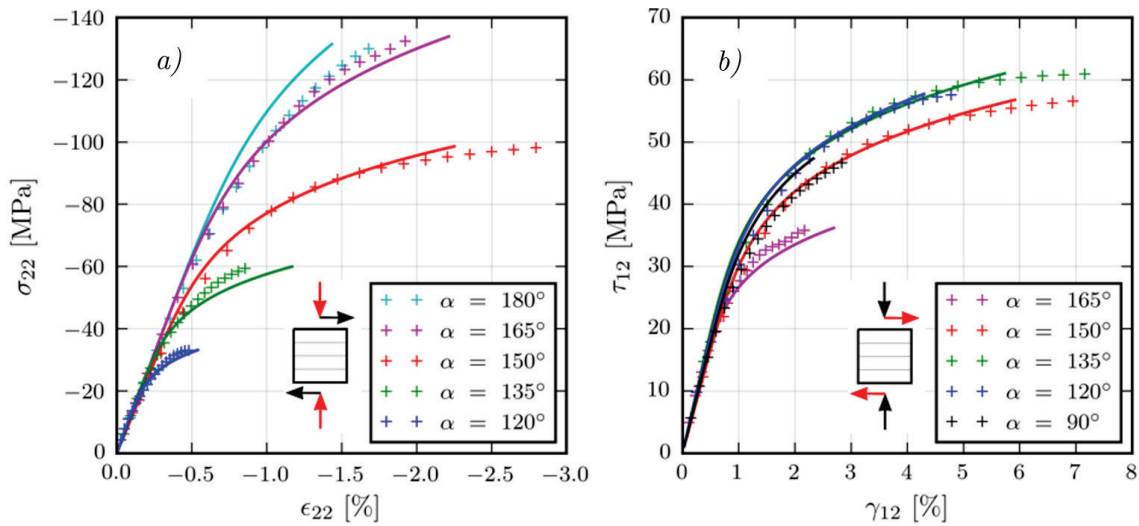 a)
−140
−120
−100
−80
−60
−40
−20
0
σ22 [MPa]
0.0
−0.5
−1.0
−1.5
−2.0
−2.5
−3.0
ϵ22 [%]
α = 180°
α = 165°
α = 150°
α = 135°
α = 120°
b)
70
60
50
40
30
20
10
0
τ12 [MPa]
0
1
2
3
4
5
6
7
8
γ12 [%]
α = 165°
α = 150°
α = 135°
α = 120°
α = 90°